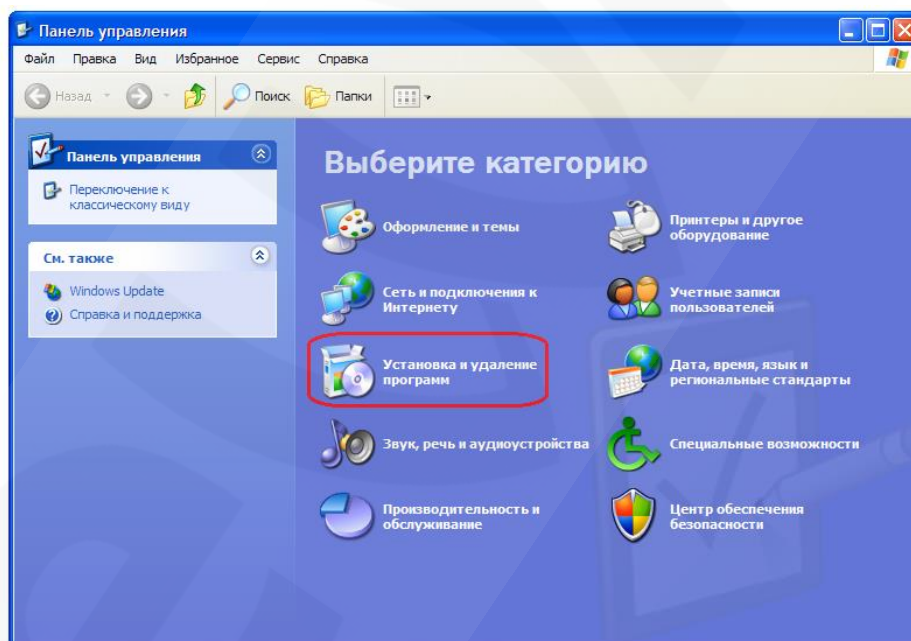 Панель управления
Файл Правка Вид Избранное Сервис Справка
Назад Поиск Папки
Панель управления
Переключение к
классическому виду
См. также
Windows Update
Справка и поддержка
Выберите категорию
Оформление и темы
Принтеры и другое
оборудование
Сеть и подключения к
Интернету
Учетные записи
пользователей
Установка и удаление
программ
Дата, время, язык и
региональные стандарты
Звук, речь и аудиоустройства
Специальные возможности
Производительность и
обслуживание
Центр обеспечения
безопасности